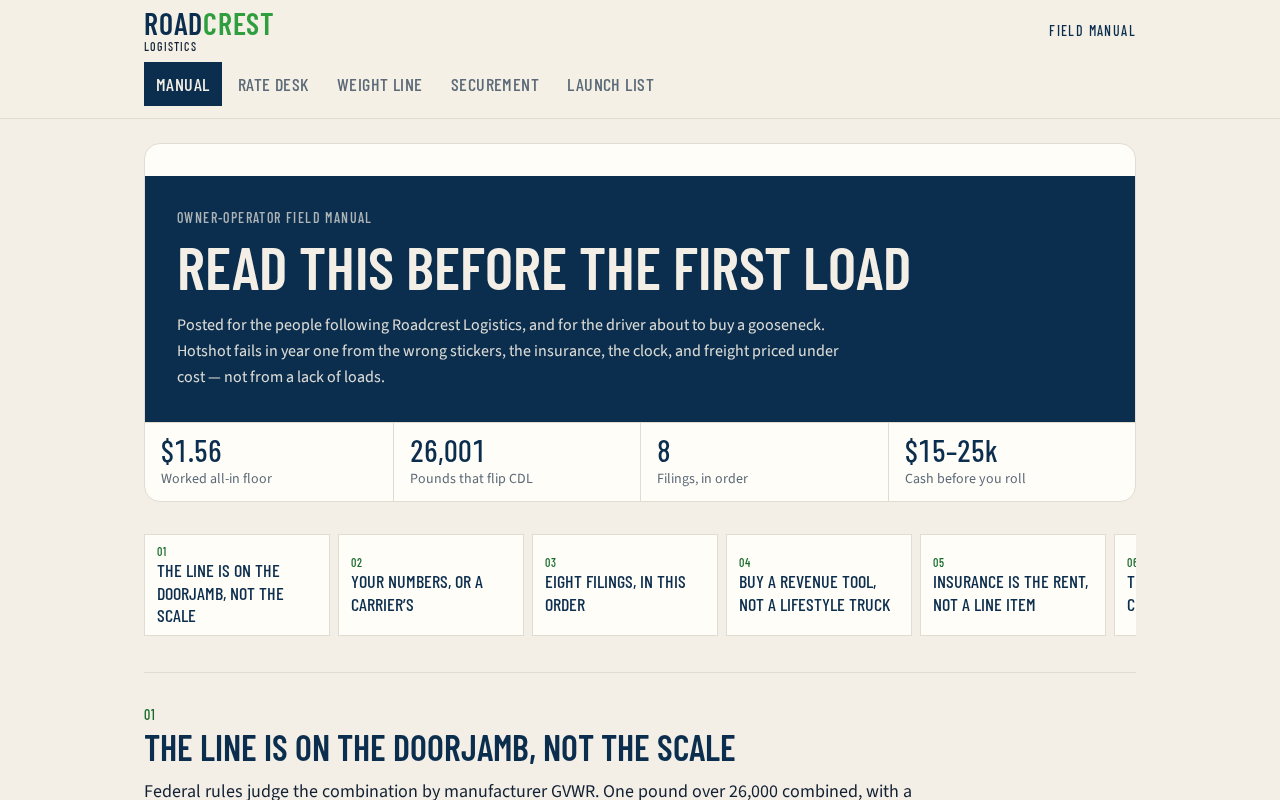 ROADCREST
LOGISTICS
FIELD MANUAL
MANUAL
RATE DESK
WEIGHT LINE
SECUREMENT
LAUNCH LIST
OWNER-OPERATOR FIELD MANUAL
READ THIS BEFORE THE FIRST LOAD
Posted for the people following Roadcrest Logistics, and for the driver about to buy a gooseneck.
Hotshot fails in year one from the wrong stickers, the insurance, the clock, and freight priced under
cost — not from a lack of loads.
$1.56
Worked all-in floor
26,001
Pounds that flip CDL
8
Filings, in order
$15–25k
Cash before you roll
01
THE LINE IS ON THE
DOORJAMB, NOT THE
SCALE
02
YOUR NUMBERS, OR A
CARRIER’S
03
EIGHT FILINGS, IN THIS
ORDER
04
BUY A REVENUE TOOL,
NOT A LIFESTYLE TRUCK
05
INSURANCE IS THE RENT,
NOT A LINE ITEM
01
THE LINE IS ON THE DOORJAMB, NOT THE SCALE
Federal rules judge the combination by manufacturer GVWR. One pound over 26,000 combined, with a